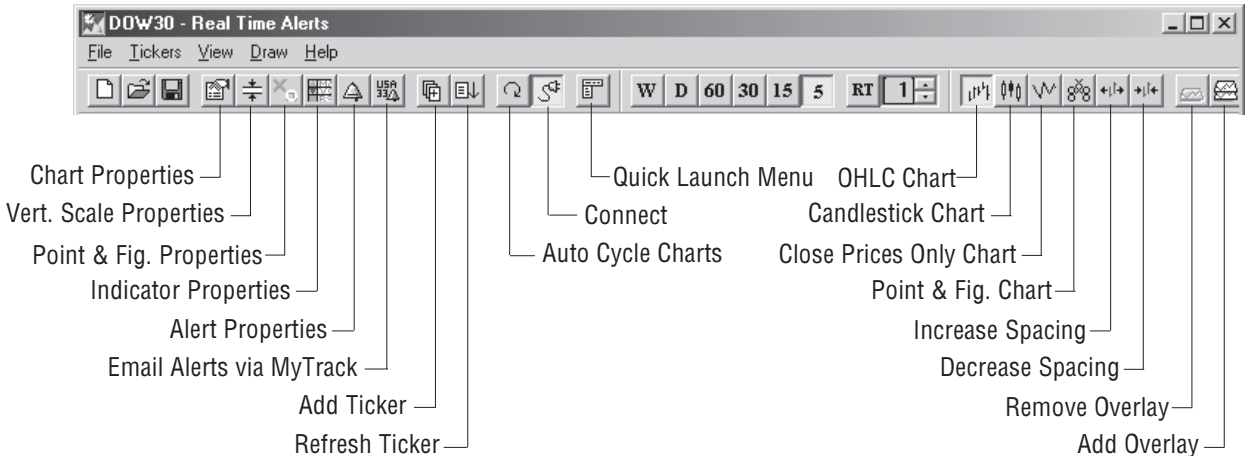 DOW30 - Real Time Alerts
File Tickers View Draw Help
USA 33 W D 60 30 15 5 RT 1
Chart Properties
Quick Launch Menu OHLC Chart
Vert. Scale Properties
Connect Candlestick Chart
Point & Fig. Properties
Auto Cycle Charts Close Prices Only Chart
Indicator Properties
Point & Fig. Chart
Alert Properties
Increase Spacing
Email Alerts via MyTrack
Decrease Spacing
Add Ticker
Remove Overlay
Refresh Ticker
Add Overlay